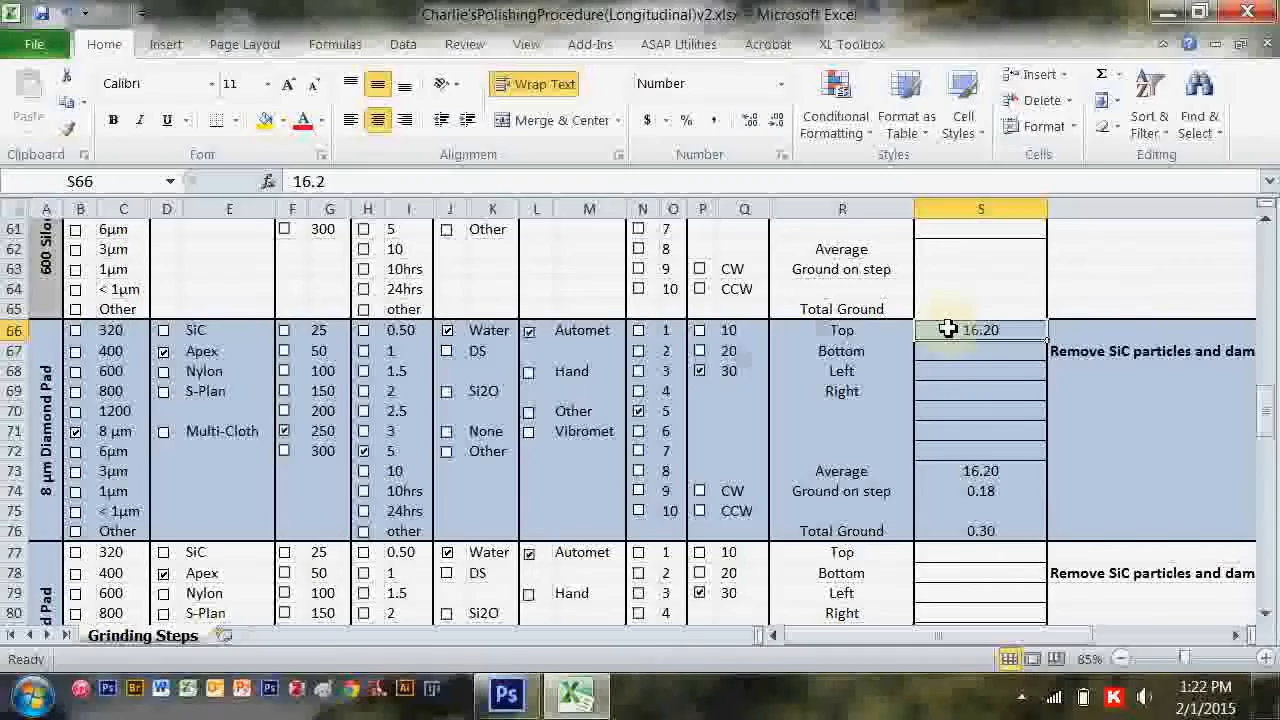 Charlie'sPolishingProcedure(Longitudinal)v2.xlsx - Microsoft Excel
File Home Insert Page Layout Formulas Data Review View Add-Ins ASAP Utilities Acrobat XL Toolbox
Calibri 11 Wrap Text Number Insert Σ
Paste B I U Merge & Center $ % , Conditional Formatting Format as Table Cell Styles Delete Format Sort & Filter Find & Select
Clipboard Font Alignment Number Styles Cells Editing
S66 fx 16.2
A B C D E F G H I J K L M N O P Q R S
61 6µm 300 5 Other 7
62 3µm 10 8 Average
63 1µm 10hrs 9 CW Ground on step
64 < 1µm 24hrs 10 CCW
65 Other other Total Ground
66 320 SiC 25 0.50 Water Automet 1 10 Top 16.20
67 400 Apex 50 1 DS 2 20 Bottom Remove SiC particles and dam
68 600 Nylon 100 1.5 Hand 3 30 Left
69 800 S-Plan 150 2 Si2O 4 Right
70 1200 200 2.5 Other 5
71 8 µm Multi-Cloth 250 3 None Vibromet 6
72 6µm 300 5 Other 7
73 3µm 10 8 Average 16.20
74 1µm 10hrs 9 CW Ground on step 0.18
75 < 1µm 24hrs 10 CCW
76 Other other Total Ground 0.30
8 µm Diamond Pad
77 320 SiC 25 0.50 Water Automet 1 10 Top
78 400 Apex 50 1 DS 2 20 Bottom Remove SiC particles and dam
79 600 Nylon 100 1.5 Hand 3 30 Left
80 800 S-Plan 150 2 Si2O 4 Right
Grinding Steps
Ready 85%
Ps Br W Ps Ai Ps K 1:22 PM
2/1/2015